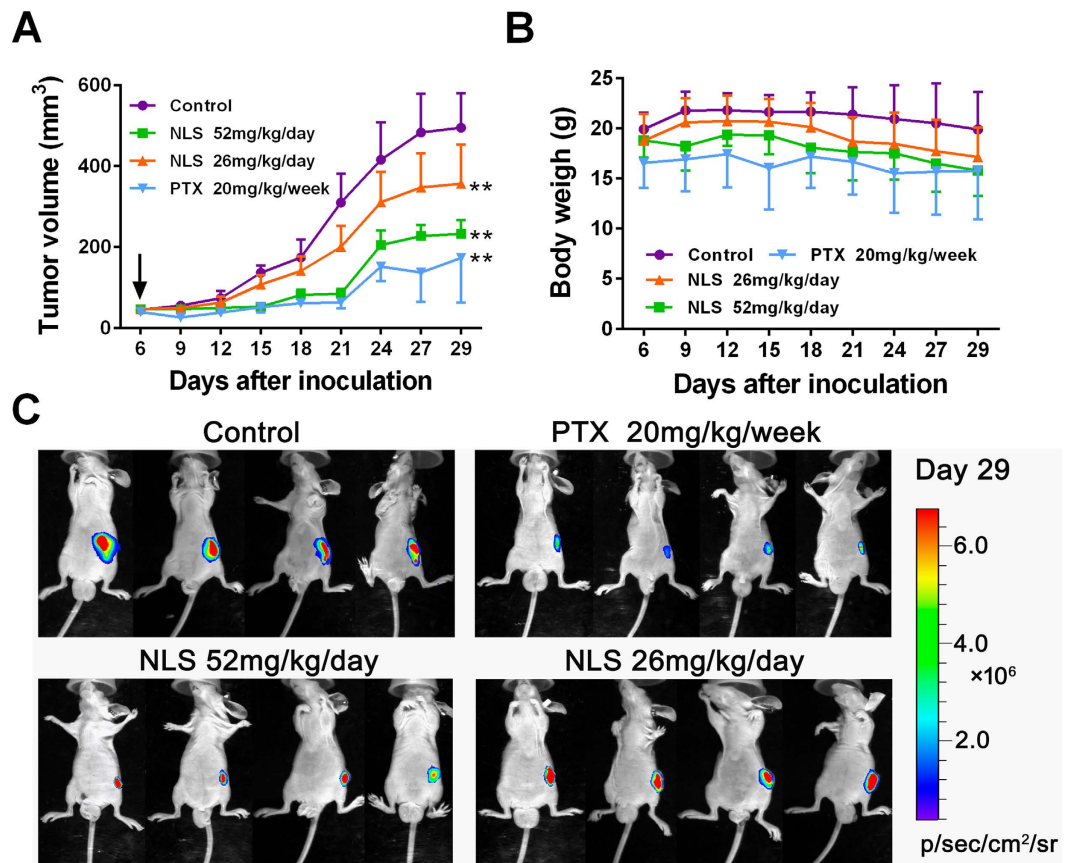 A
Tumor volume (mm³)
600
400
200
0
Control
NLS 52mg/kg/day
NLS 26mg/kg/day
PTX 20mg/kg/week
**
**
**
6 9 12 15 18 21 24 27 29
Days after inoculation
B
Body weigh (g)
25
20
15
10
5
0
Control PTX 20mg/kg/week
NLS 26mg/kg/day
NLS 52mg/kg/day
6 9 12 15 18 21 24 27 29
Days after inoculation
C
Control
PTX 20mg/kg/week
NLS 52mg/kg/day
NLS 26mg/kg/day
Day 29
6.0
4.0
×10⁶
2.0
p/sec/cm²/sr